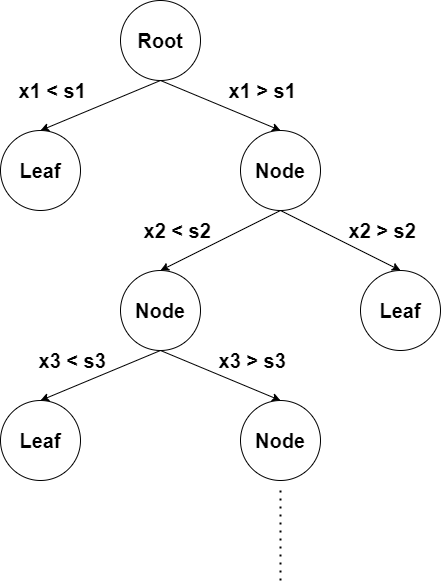 Root
x1 < s1
x1 > s1
Leaf
Node
x2 < s2
x2 > s2
Node
Leaf
x3 < s3
x3 > s3
Leaf
Node